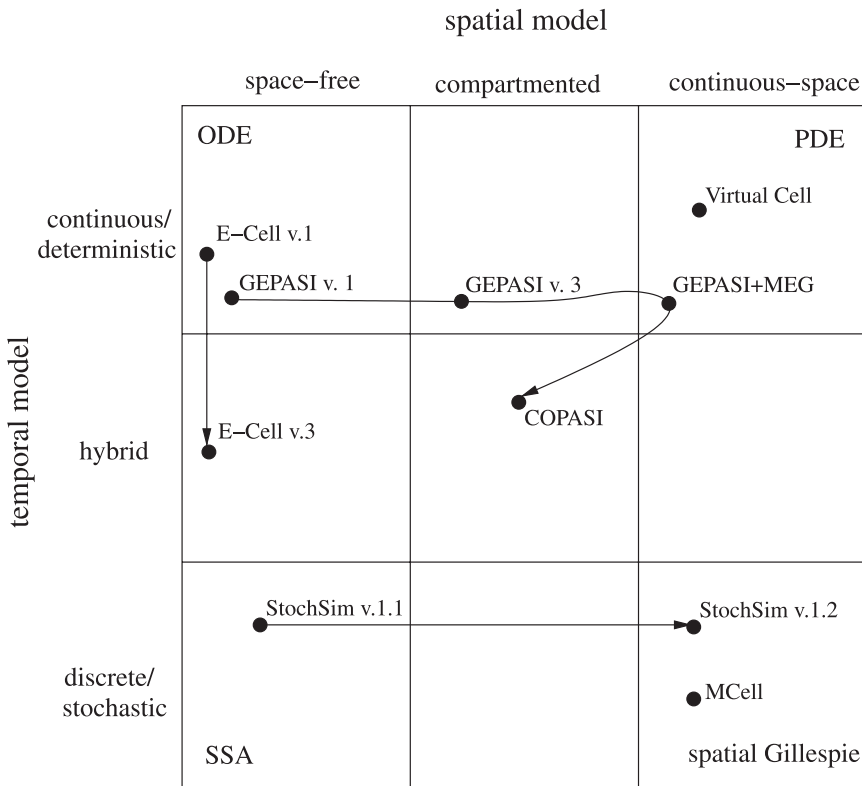 spatial model
space–free
compartmented
continuous–space
ODE
PDE
Virtual Cell
continuous/
deterministic
E–Cell v.1
GEPASI v. 1
GEPASI v. 3
GEPASI+MEG
temporal model
hybrid
E–Cell v.3
COPASI
StochSim v.1.1
StochSim v.1.2
discrete/
stochastic
MCell
SSA
spatial Gillespie